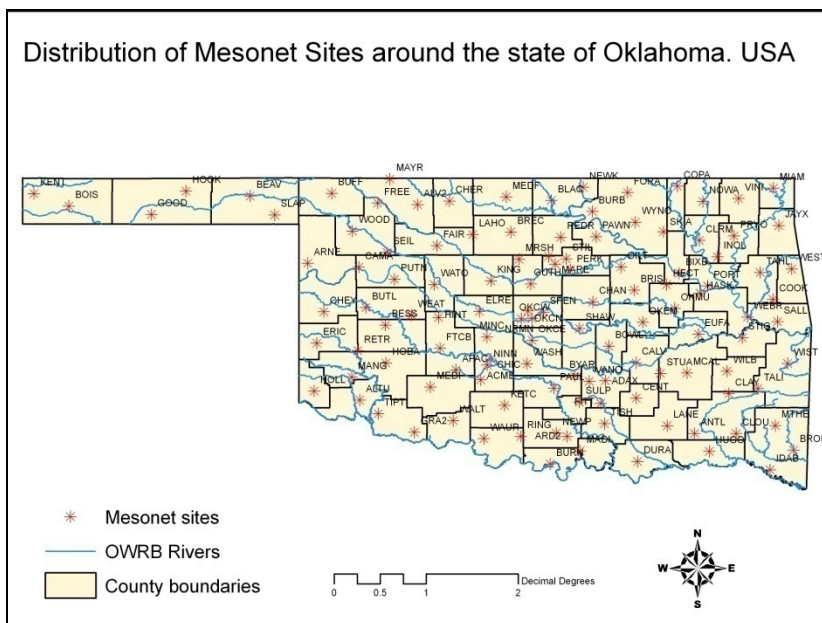 Distribution of Mesonet Sites around the state of Oklahoma. USA
MAYR
KENT
HOOK
BUFF
NEWK
FORA
COPA
MIAM
BOIS
BEAV
FREE
ALV2
CHER
MEDF
BLAC
NOWA
VINI
GOOD
SLAP
BURB
WYNO
JAYX
WOOD
LAHO
BREC
REDR
PAWN
SKIA
CLRM
PRYO
SEIL
FAIR
INOL
ARNE
CAMA
MRSH
STIL
PERK
OILT
BIXB
WEST
PUTN
WATO
KING
GUTH
MARE
BRIS
HECT
PORT
TAHL
HASK
CHEY
BUTL
WEAT
ELRE
SPEN
CHAN
OKMU
WEBR
COOK
BESS
HINT
OKCW
OKCN
SHAW
OKEM
SALL
MINC
NRMN
OKCE
EUFA
STIG
ERIC
RETR
FTCB
BOWL
HOBA
APAC
NINN
WASH
BYAR
CALV
WIST
MANG
CHIC
VANO
STUA
MCAL
WILB
HOLL
MEDI
ACME
PAUL
ADAX
CENT
CLAY
TALI
ALTU
SULP
TIPT
KETC
FITT
TISH
LANE
MTHE
GRA2
WALT
RING
NEWP
ANTL
CLOU
WAUR
ARD2
MADI
HUGO
BURN
DURA
IDAB
Mesonet sites
OWRB Rivers
County boundaries
Decimal Degrees
0 0.5 1 2
N
W E
S